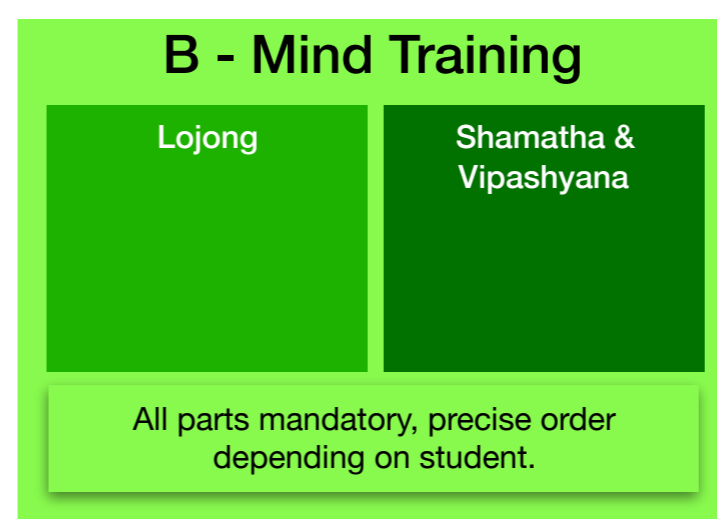 B - Mind Training
Lojong
Shamatha &
Vipashyana
All parts mandatory, precise order
depending on student.